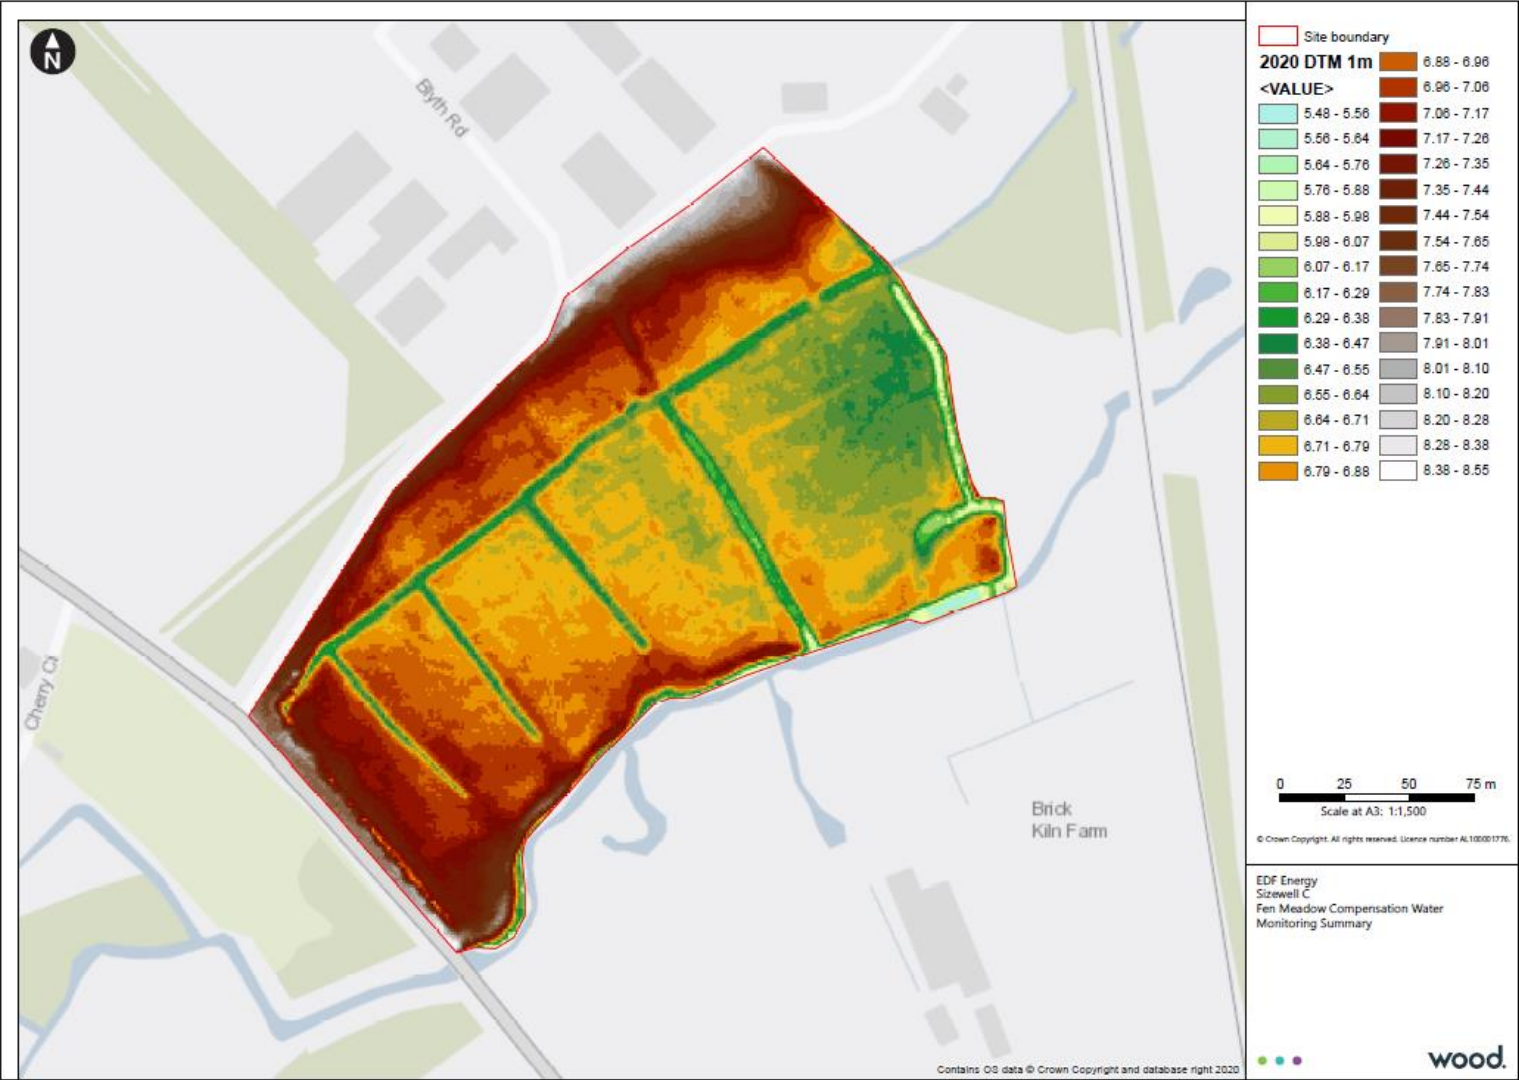 N
Blyth Rd
Cherry Cl
Brick
Kiln Farm
Contains OS data © Crown Copyright and database right 2020
Site boundary
2020 DTM 1m
<VALUE>
5.48 - 5.56
5.56 - 5.64
5.64 - 5.76
5.76 - 5.88
5.88 - 5.98
5.98 - 6.07
6.07 - 6.17
6.17 - 6.29
6.29 - 6.38
6.38 - 6.47
6.47 - 6.55
6.55 - 6.64
6.64 - 6.71
6.71 - 6.79
6.79 - 6.88
6.88 - 6.96
6.96 - 7.06
7.06 - 7.17
7.17 - 7.26
7.26 - 7.35
7.35 - 7.44
7.44 - 7.54
7.54 - 7.65
7.65 - 7.74
7.74 - 7.83
7.83 - 7.91
7.91 - 8.01
8.01 - 8.10
8.10 - 8.20
8.20 - 8.28
8.28 - 8.38
8.38 - 8.55
0 25 50 75 m
Scale at A3: 1:1,500
© Crown Copyright. All rights reserved. Licence number AL100001776.
EDF Energy
Sizewell C
Fen Meadow Compensation Water
Monitoring Summary
wood.